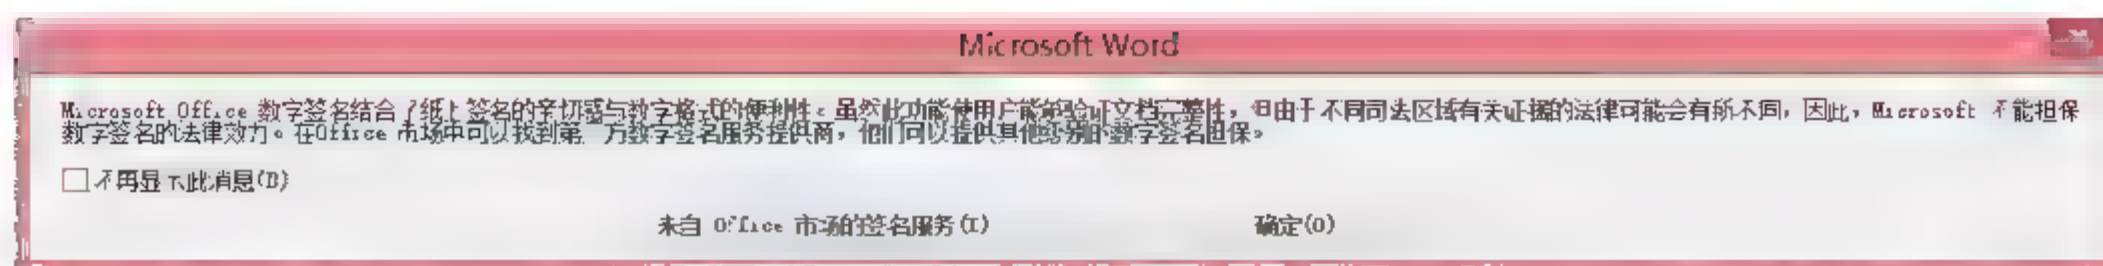 Microsoft Word
Microsoft Office 数字签名结合了纸上签名的亲切感与数字格式的便利性。虽然此功能使用户能够验证文档完整性，但由于不同司法区域有关证据的法律可能会有所不同，因此，Microsoft 不能担保
数字签名的法律效力。在Office 市场中可以找到第三方数字签名服务提供商，他们可以提供其他级别的数字签名担保。
不再显示此消息(D)
来自 Office 市场的签名服务(I)
确定(O)